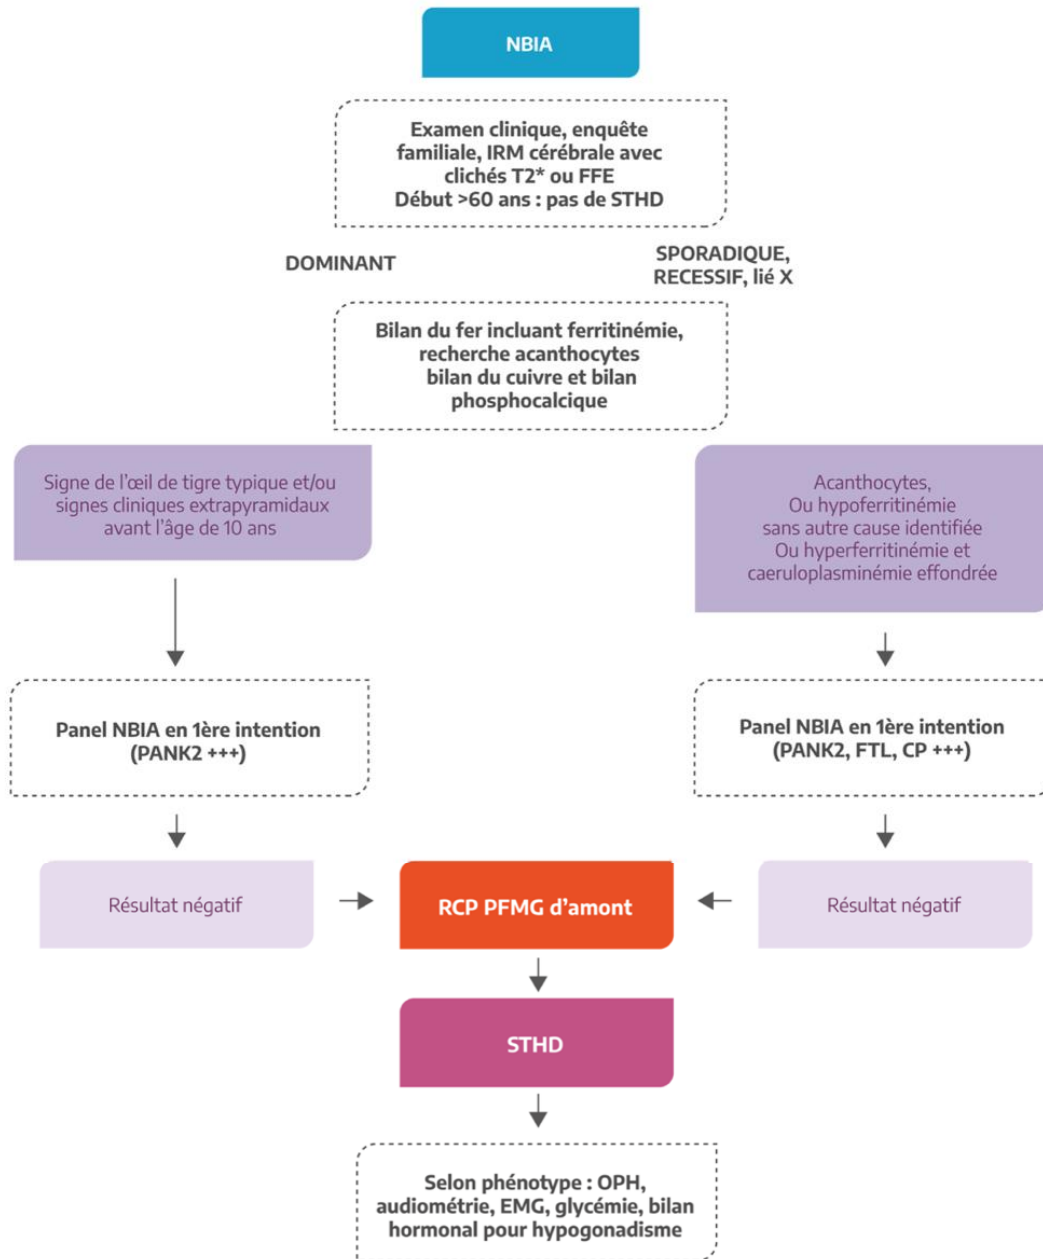 NBIA
Examen clinique, enquête
familiale, IRM cérébrale avec
clichés T2* ou FFE
Début >60 ans : pas de STHD
DOMINANT
SPORADIQUE,
RECESSIF, lié X
Bilan du fer incluant ferritinémie,
recherche acanthocytes
bilan du cuivre et bilan
phosphocalcique
Signe de l'œil de tigre typique et/ou
signes cliniques extrapyramidaux
avant l'âge de 10 ans
Acanthocytes,
Ou hypoferritinémie
sans autre cause identifiée
Ou hyperferritinémie et
caeruloplasminémie effondrée
Panel NBIA en 1ère intention
(PANK2 +++)
Panel NBIA en 1ère intention
(PANK2, FTL, CP +++)
Résultat négatif
RCP PFMG d'amont
Résultat négatif
STHD
Selon phénotype : OPH,
audiométrie, EMG, glycémie, bilan
hormonal pour hypogonadisme